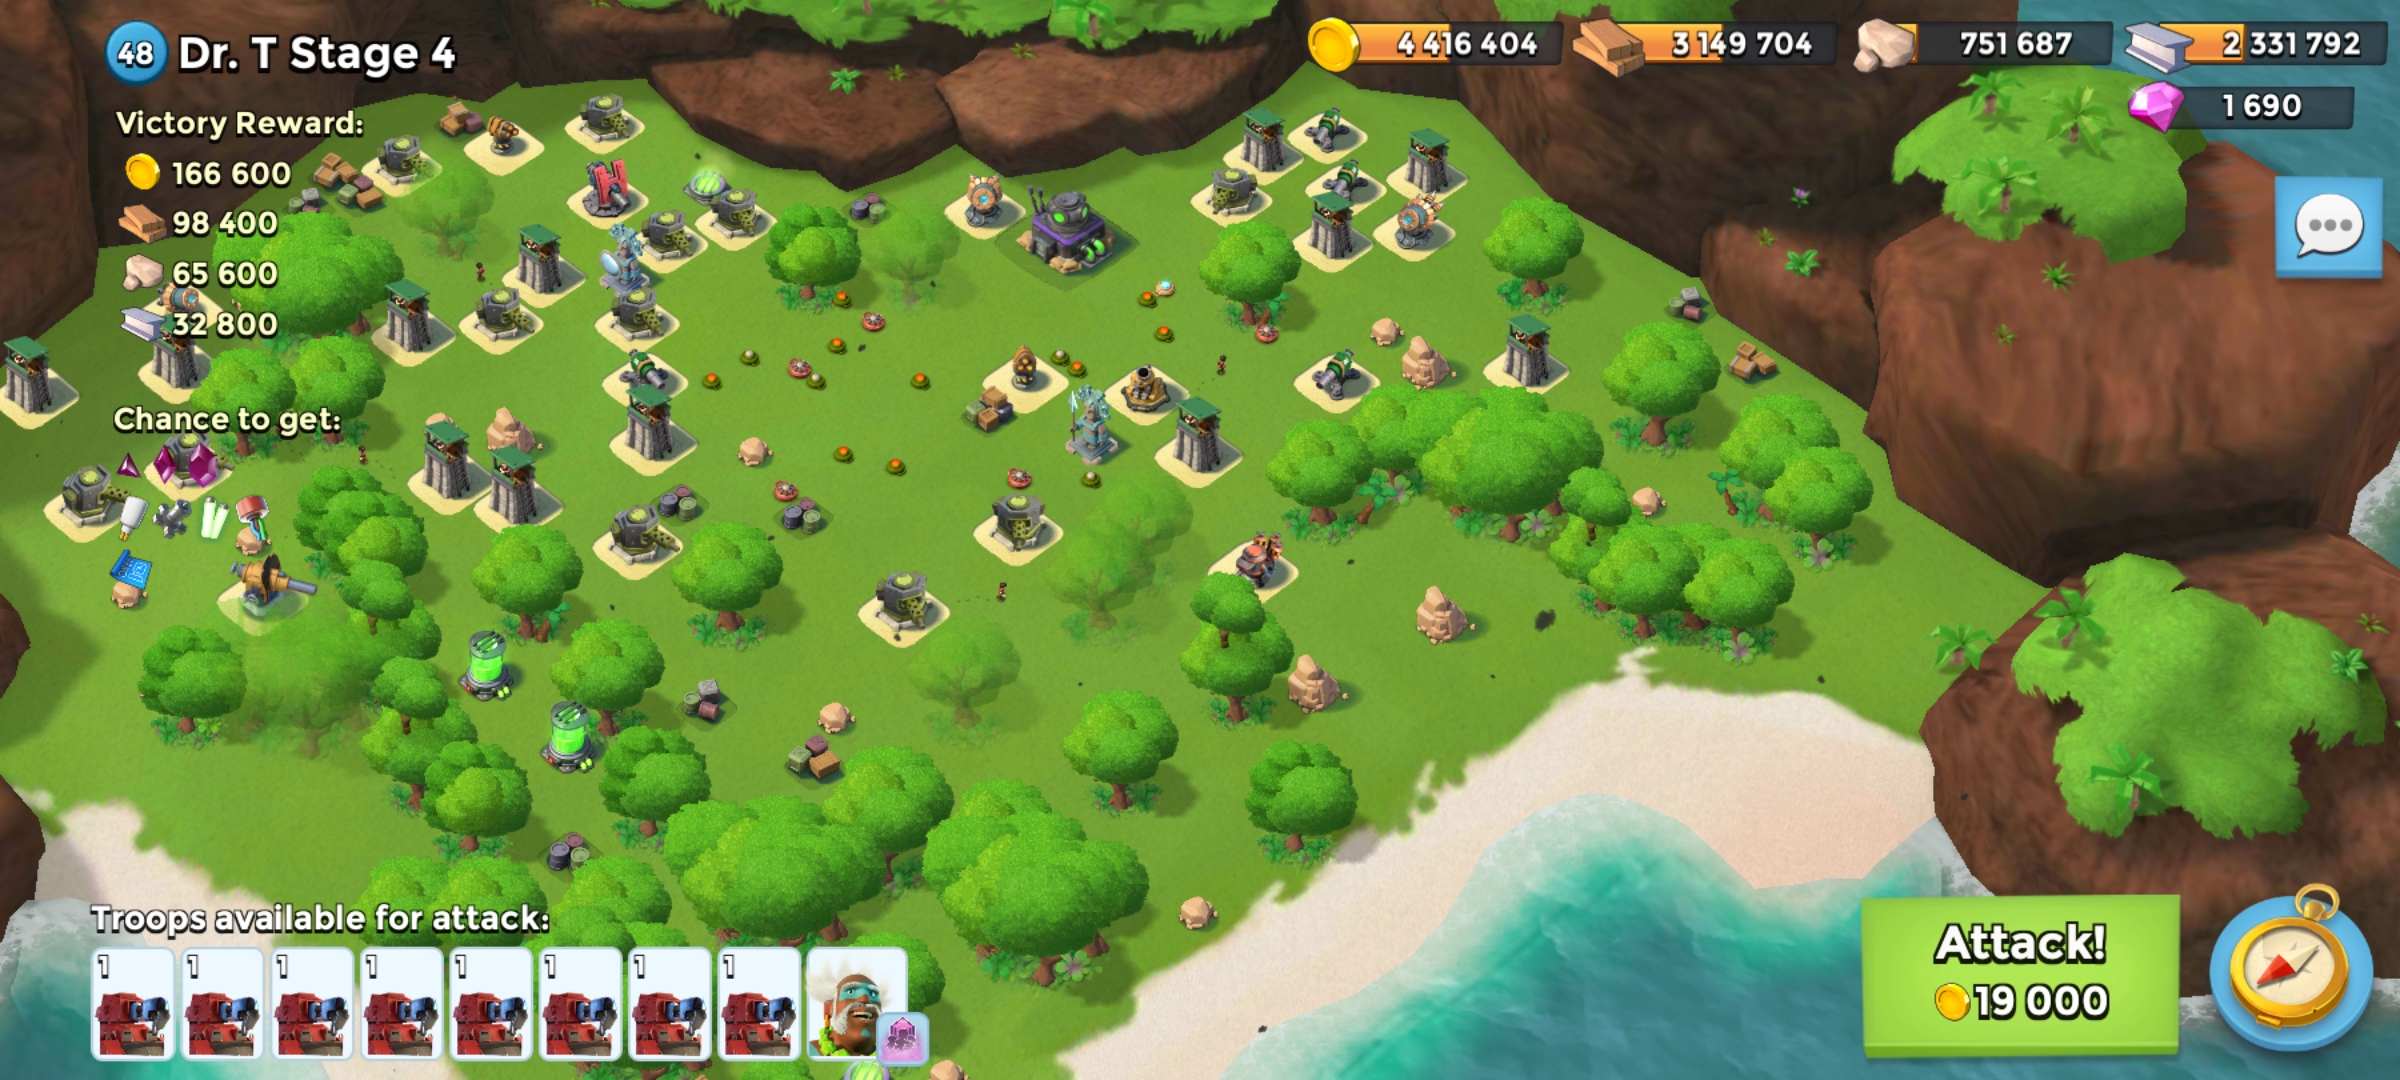 48 Dr. T Stage 4
4 416 404
3 149 704
751 687
2 331 792
1 690
Victory Reward:
166 600
98 400
65 600
32 800
Chance to get:
Troops available for attack:
1 1 1 1 1 1 1 1
Attack!
19 000